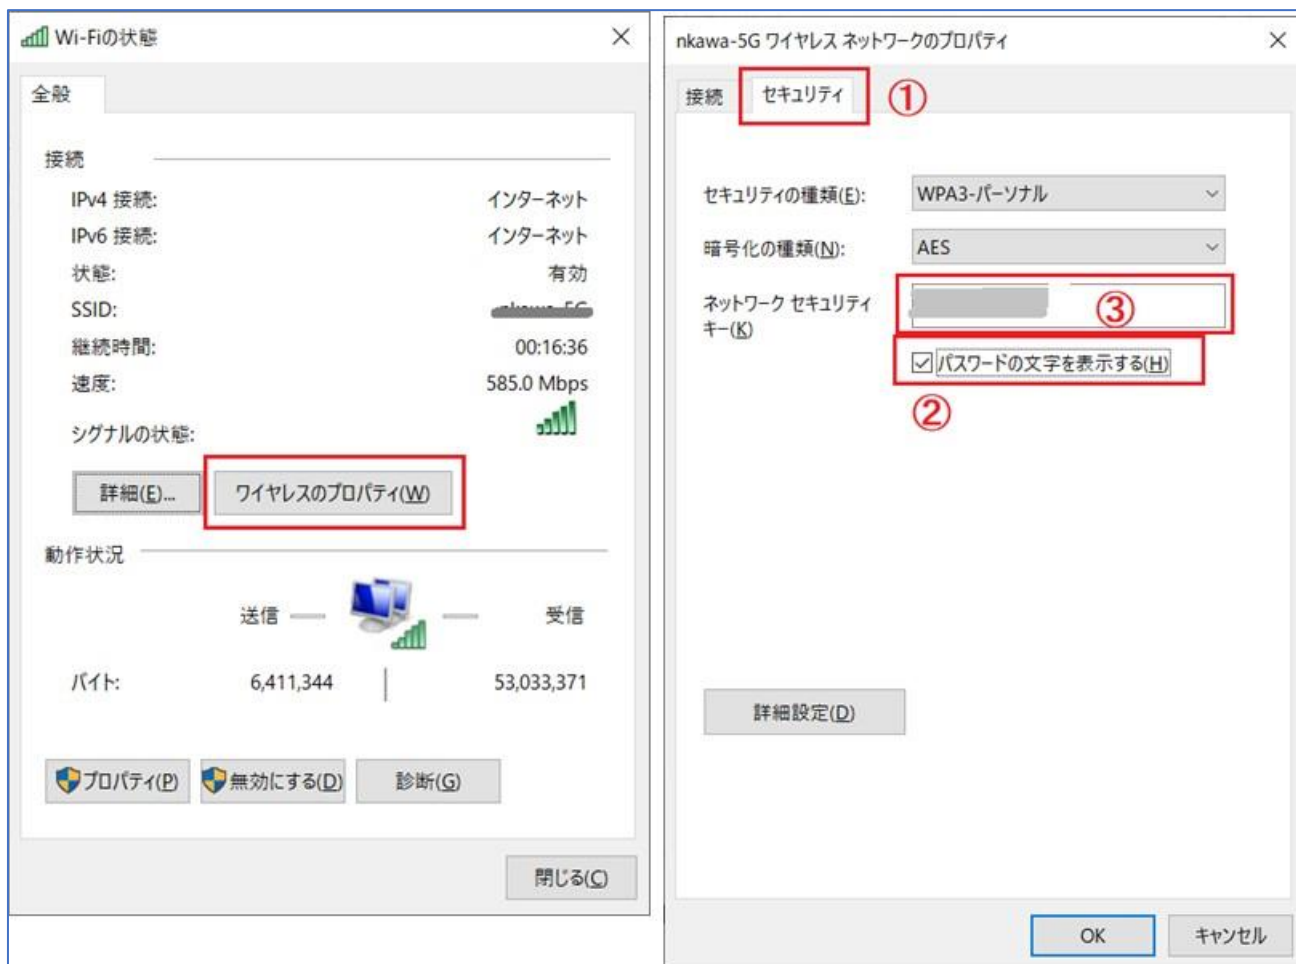 Wi-Fiの状態
全般
接続
IPv4 接続: インターネット
IPv6 接続: インターネット
状態: 有効
SSID:
継続時間: 00:16:36
速度: 585.0 Mbps
シグナルの状態:
詳細(E)... ワイヤレスのプロパティ(W)
動作状況
送信 受信
バイト: 6,411,344 53,033,371
プロパティ(P) 無効にする(D) 診断(G)
閉じる(C)
nkawa-5G ワイヤレス ネットワークのプロパティ
接続 セキュリティ ①
セキュリティの種類(E): WPA3-パーソナル
暗号化の種類(N): AES
ネットワーク セキュリティ
キー(K)
③
パスワードの文字を表示する(H)
②
詳細設定(D)
OK キャンセル